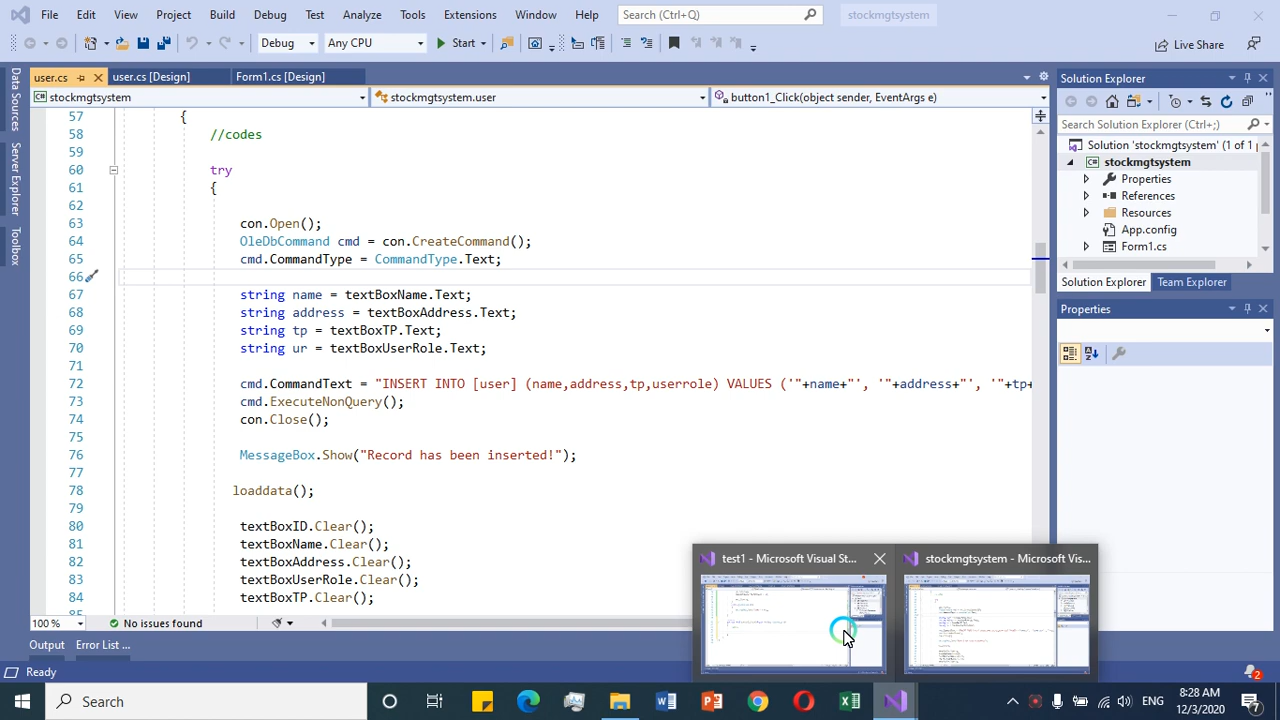 File Edit View Project Build Debug Test Analyze Tools Extensions Window Help Search (Ctrl+Q) stockmgtsystem
Debug Any CPU Start Live Share
user.cs user.cs [Design] Form1.cs [Design]
stockmgtsystem stockmgtsystem.user button1_Click(object sender, EventArgs e)
Data Sources
Server Explorer
Toolbox
57 {
58 //codes
59
60 try
61 {
62
63 con.Open();
64 OleDbCommand cmd = con.CreateCommand();
65 cmd.CommandType = CommandType.Text;
66
67 string name = textBoxName.Text;
68 string address = textBoxAddress.Text;
69 string tp = textBoxTP.Text;
70 string ur = textBoxUserRole.Text;
71
72 cmd.CommandText = "INSERT INTO [user] (name,address,tp,userrole) VALUES ('"+name+"', '"+address+"', '"+tp+
73 cmd.ExecuteNonQuery();
74 con.Close();
75
76 MessageBox.Show("Record has been inserted!");
77
78 loaddata();
79
80 textBoxID.Clear();
81 textBoxName.Clear();
82 textBoxAddress.Clear();
83 textBoxUserRole.Clear();
84 textBoxTP.Clear();
100 % No issues found
Output Error List ...
Ready
Solution Explorer
Search Solution Explorer (Ctrl+;)
Solution 'stockmgtsystem' (1 of 1
stockmgtsystem
Properties
References
Resources
App.config
Form1.cs
Solution Explorer Team Explorer
Properties
test1 - Microsoft Visual St... stockmgtsystem - Microsoft Vis...
2
Search
ENG 8:28 AM
12/3/2020 7